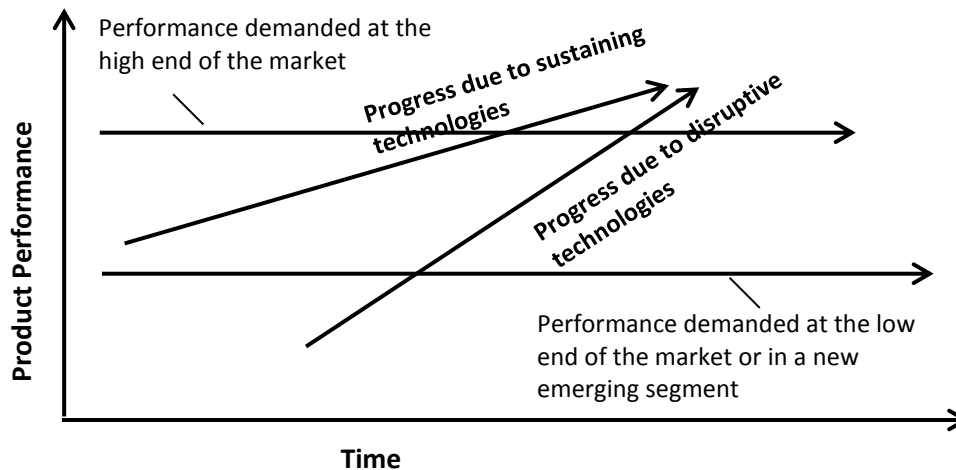 Performance demanded at the
high end of the market
Progress due to sustaining
technologies
Progress due to disruptive
technologies
Performance demanded at the low
end of the market or in a new
emerging segment
Product Performance
Time